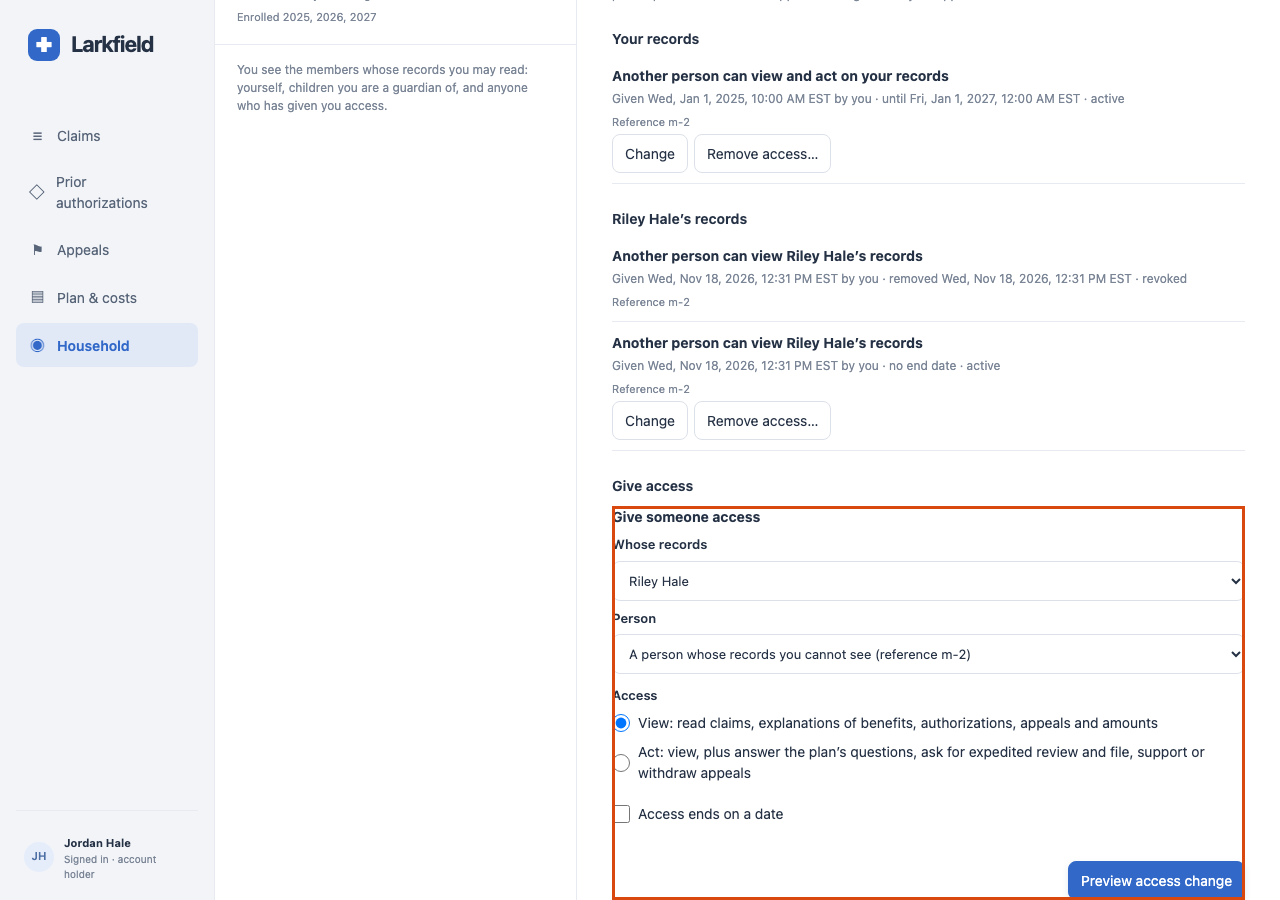 Larkfield
Claims
Prior
authorizations
Appeals
Plan & costs
Household
JH
Jordan Hale
Signed in · account
holder
Enrolled 2025, 2026, 2027
You see the members whose records you may read:
yourself, children you are a guardian of, and anyone
who has given you access.
Your records
Another person can view and act on your records
Given Wed, Jan 1, 2025, 10:00 AM EST by you · until Fri, Jan 1, 2027, 12:00 AM EST · active
Reference m-2
Change
Remove access…
Riley Hale’s records
Another person can view Riley Hale’s records
Given Wed, Nov 18, 2026, 12:31 PM EST by you · removed Wed, Nov 18, 2026, 12:31 PM EST · revoked
Reference m-2
Another person can view Riley Hale’s records
Given Wed, Nov 18, 2026, 12:31 PM EST by you · no end date · active
Reference m-2
Change
Remove access…
Give access
Give someone access
Whose records
Riley Hale
Person
A person whose records you cannot see (reference m-2)
Access
View: read claims, explanations of benefits, authorizations, appeals and amounts
Act: view, plus answer the plan’s questions, ask for expedited review and file, support or
withdraw appeals
Access ends on a date
Preview access change